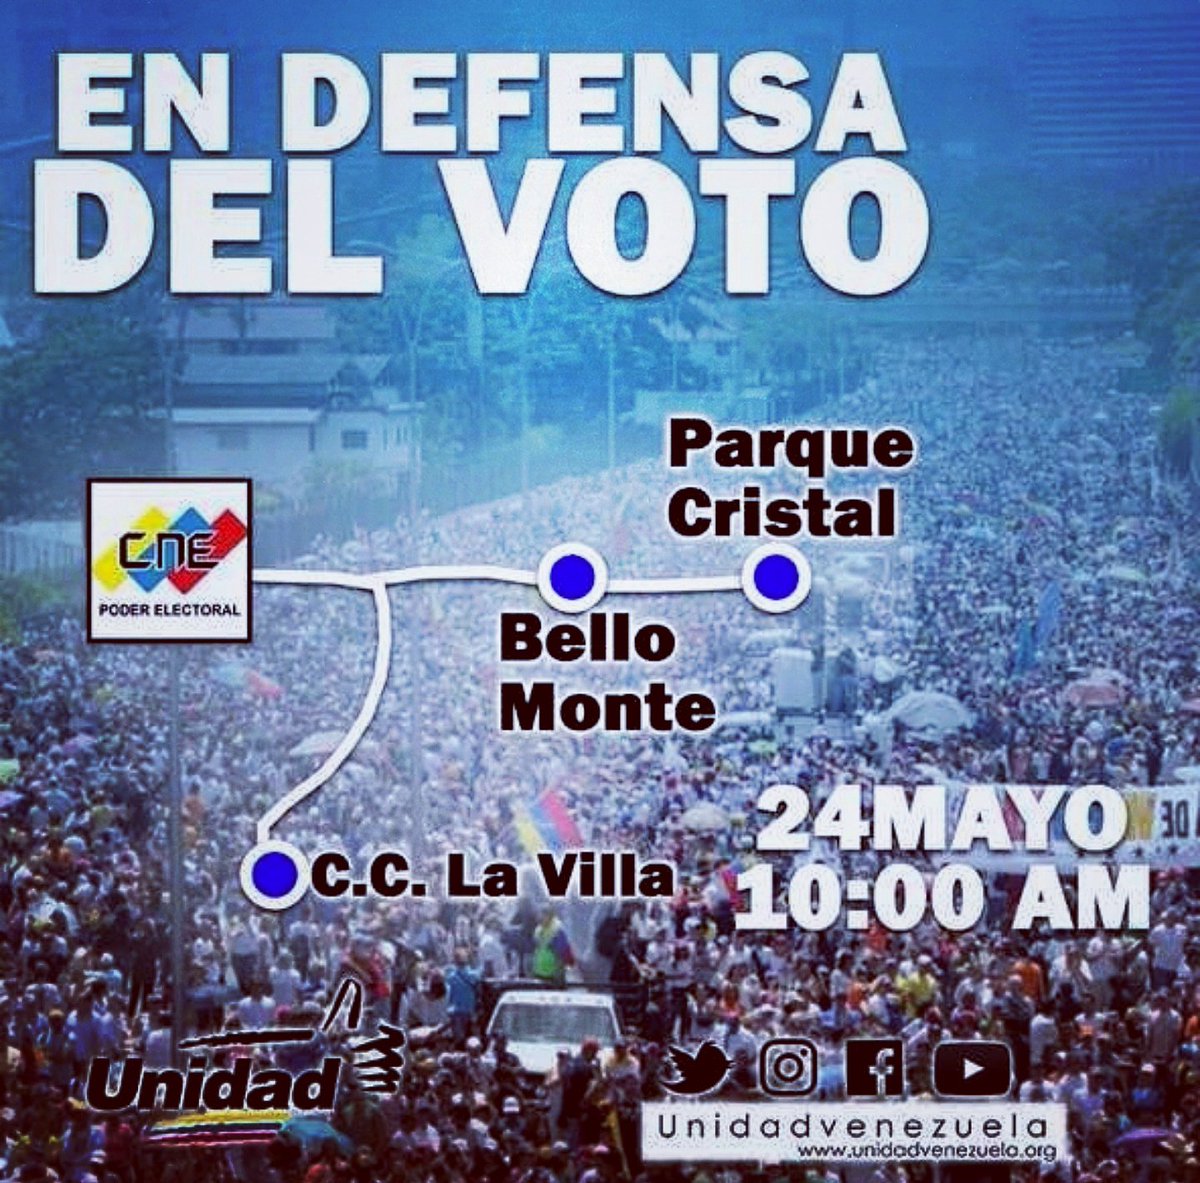 EN DEFENSA
DEL VOTO
Parque
Cristal
CNE
PODER ELECTORAL
Bello
Monte
24MAYO
10:00 AM
C.C. La Villa
DE
Unidad
Unidadvenezuela
www.unidadvenezuela.org